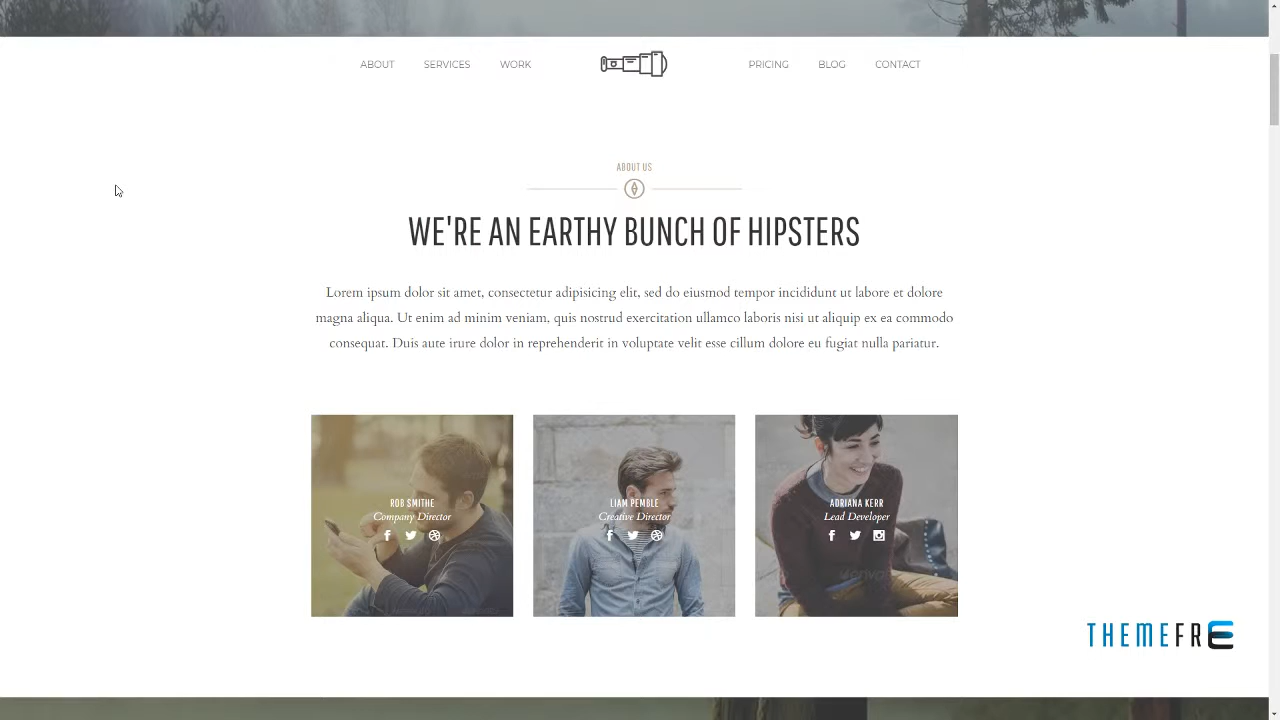 ABOUT
SERVICES
WORK
PRICING
BLOG
CONTACT
ABOUT US
WE'RE AN EARTHY BUNCH OF HIPSTERS
Lorem ipsum dolor sit amet, consectetur adipisicing elit, sed do eiusmod tempor incididunt ut labore et dolore
magna aliqua. Ut enim ad minim veniam, quis nostrud exercitation ullamco laboris nisi ut aliquip ex ea commodo
consequat. Duis aute irure dolor in reprehenderit in voluptate velit esse cillum dolore eu fugiat nulla pariatur.
ROB SMITHE
Company Director
LIAM PEMBLE
Creative Director
ADRIANA KERR
Lead Developer
THEMEFRE